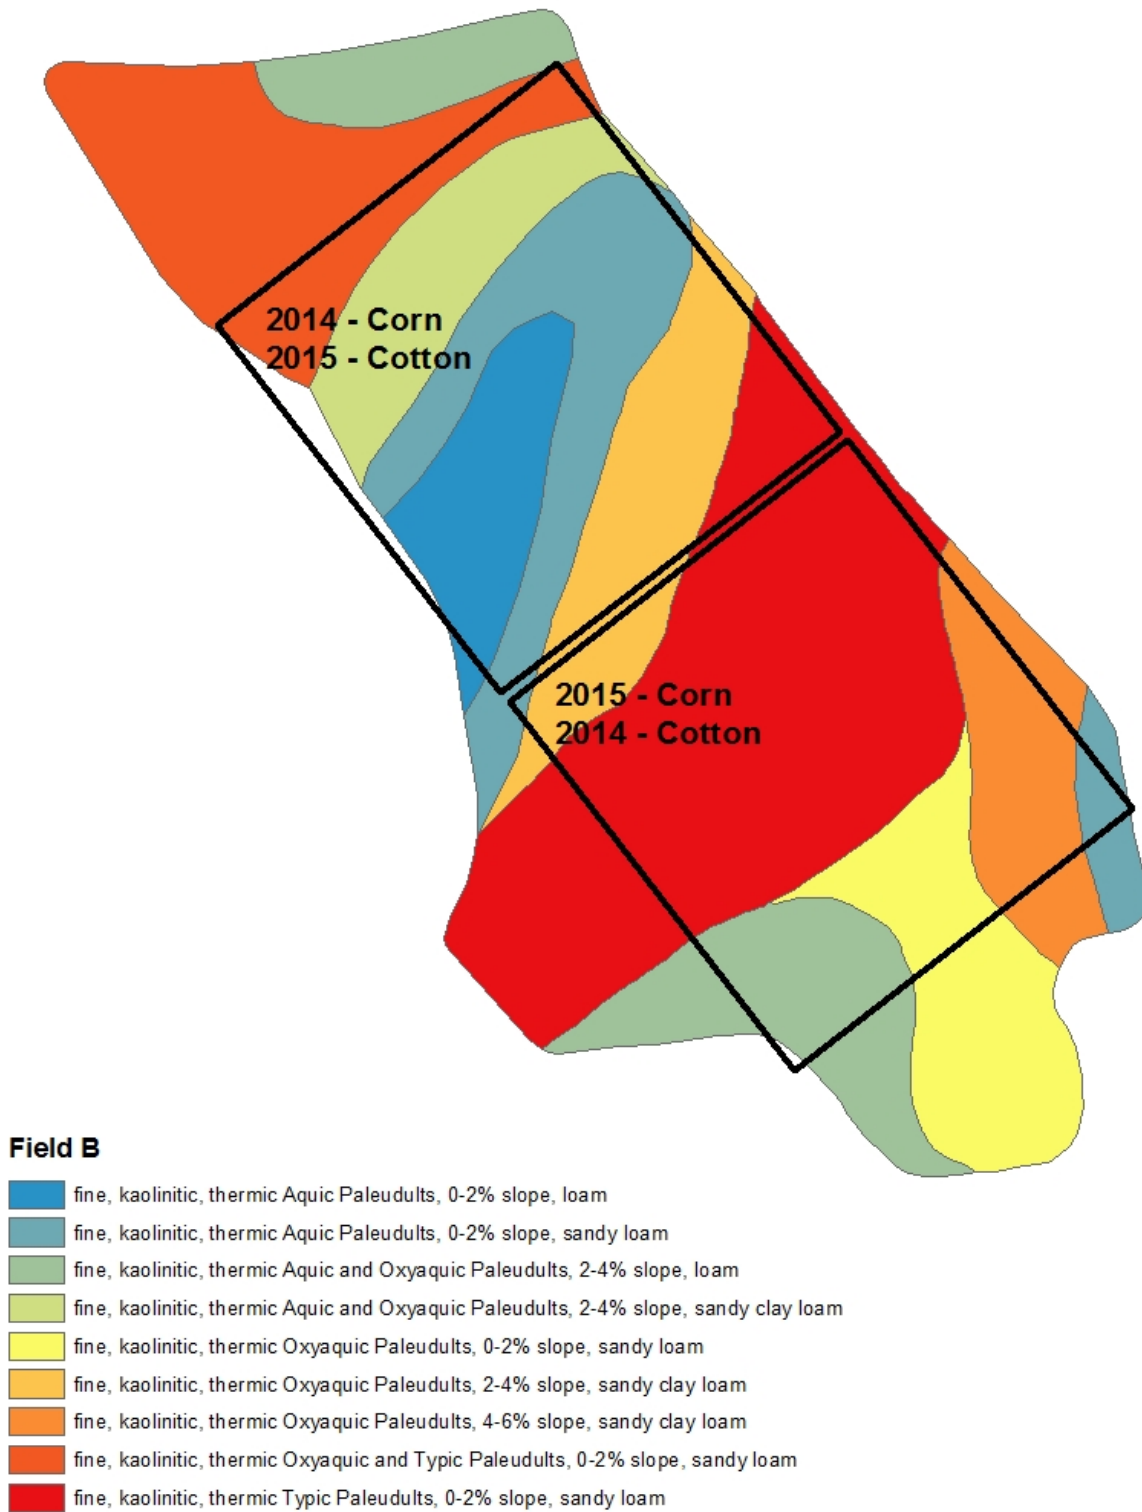 2014 - Corn
2015 - Cotton
2015 - Corn
2014 - Cotton
Field B
fine, kaolinitic, thermic Aquic Paleudults, 0-2% slope, loam
fine, kaolinitic, thermic Aquic Paleudults, 0-2% slope, sandy loam
fine, kaolinitic, thermic Aquic and Oxyaquic Paleudults, 2-4% slope, loam
fine, kaolinitic, thermic Aquic and Oxyaquic Paleudults, 2-4% slope, sandy clay loam
fine, kaolinitic, thermic Oxyaquic Paleudults, 0-2% slope, sandy loam
fine, kaolinitic, thermic Oxyaquic Paleudults, 2-4% slope, sandy clay loam
fine, kaolinitic, thermic Oxyaquic Paleudults, 4-6% slope, sandy clay loam
fine, kaolinitic, thermic Oxyaquic and Typic Paleudults, 0-2% slope, sandy loam
fine, kaolinitic, thermic Typic Paleudults, 0-2% slope, sandy loam